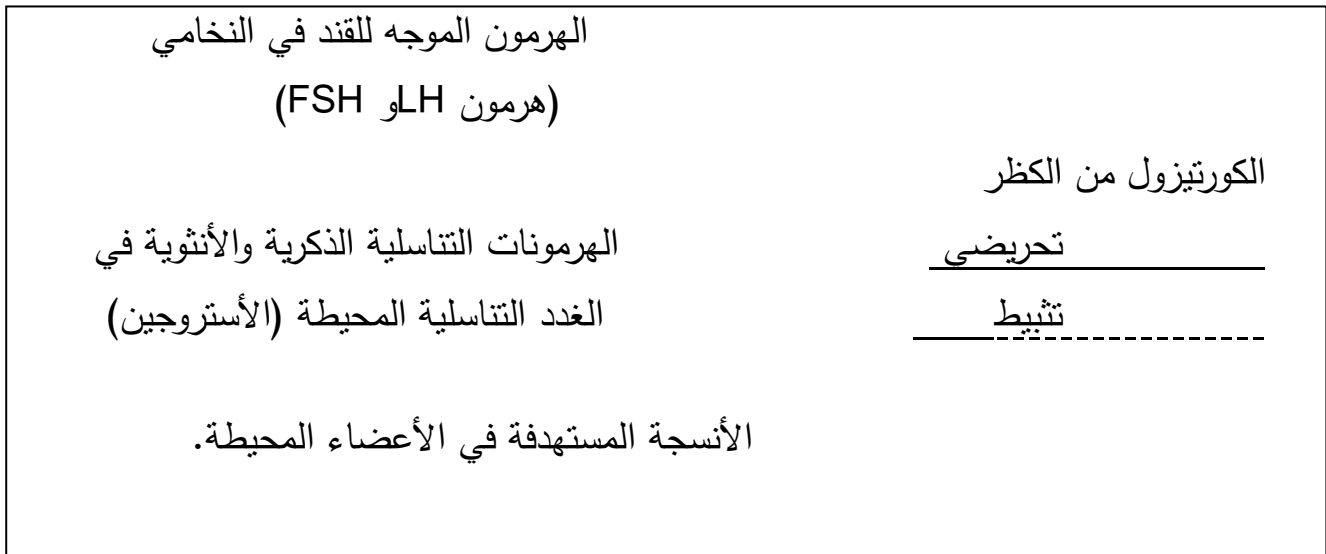 الهرمون الموجه للقند في النخامي
(هرمون LHو FSH)
الكورتيزول من الكظر
تحريضي
الهرمونات التناسلية الذكرية والأنثوية في
تثبيط
الغدد التناسلية المحيطة (الأستروجين)
الأنسجة المستهدفة في الأعضاء المحيطة.